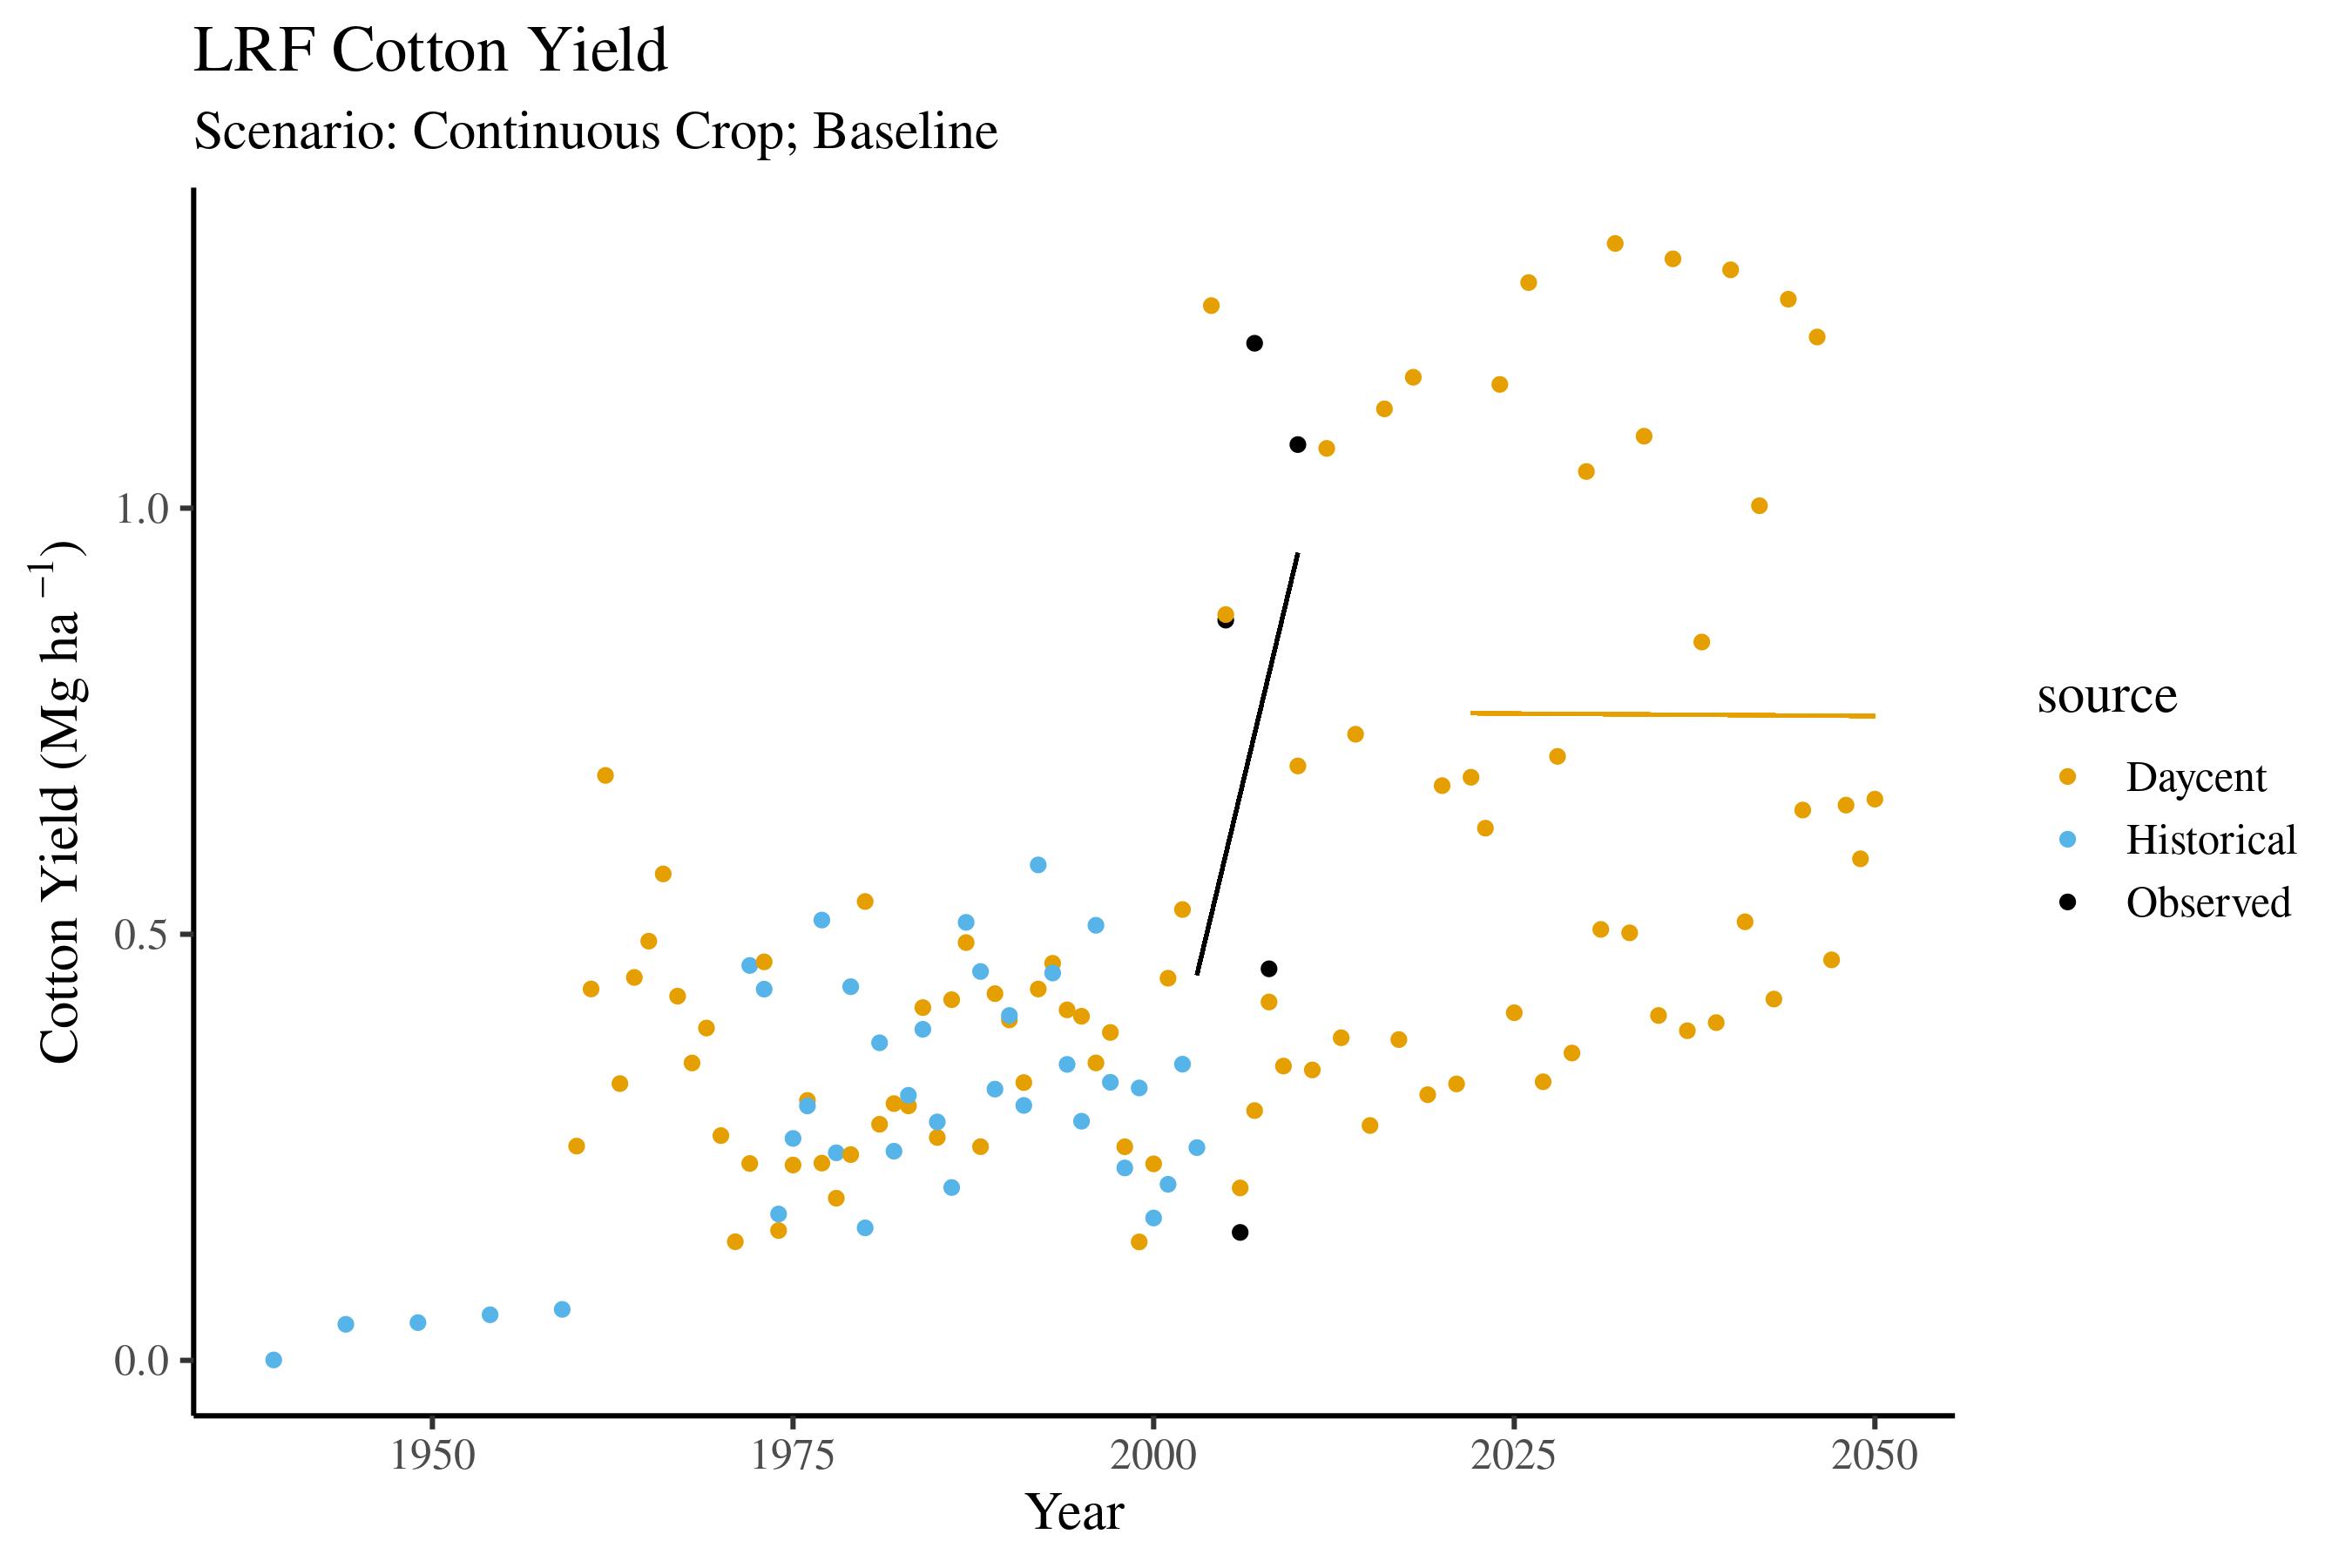 LRF Cotton Yield
Scenario: Continuous Crop; Baseline
Cotton Yield (Mg ha −1)
1.0
0.5
0.0
1950
1975
2000
2025
2050
Year
source
Daycent
Historical
Observed